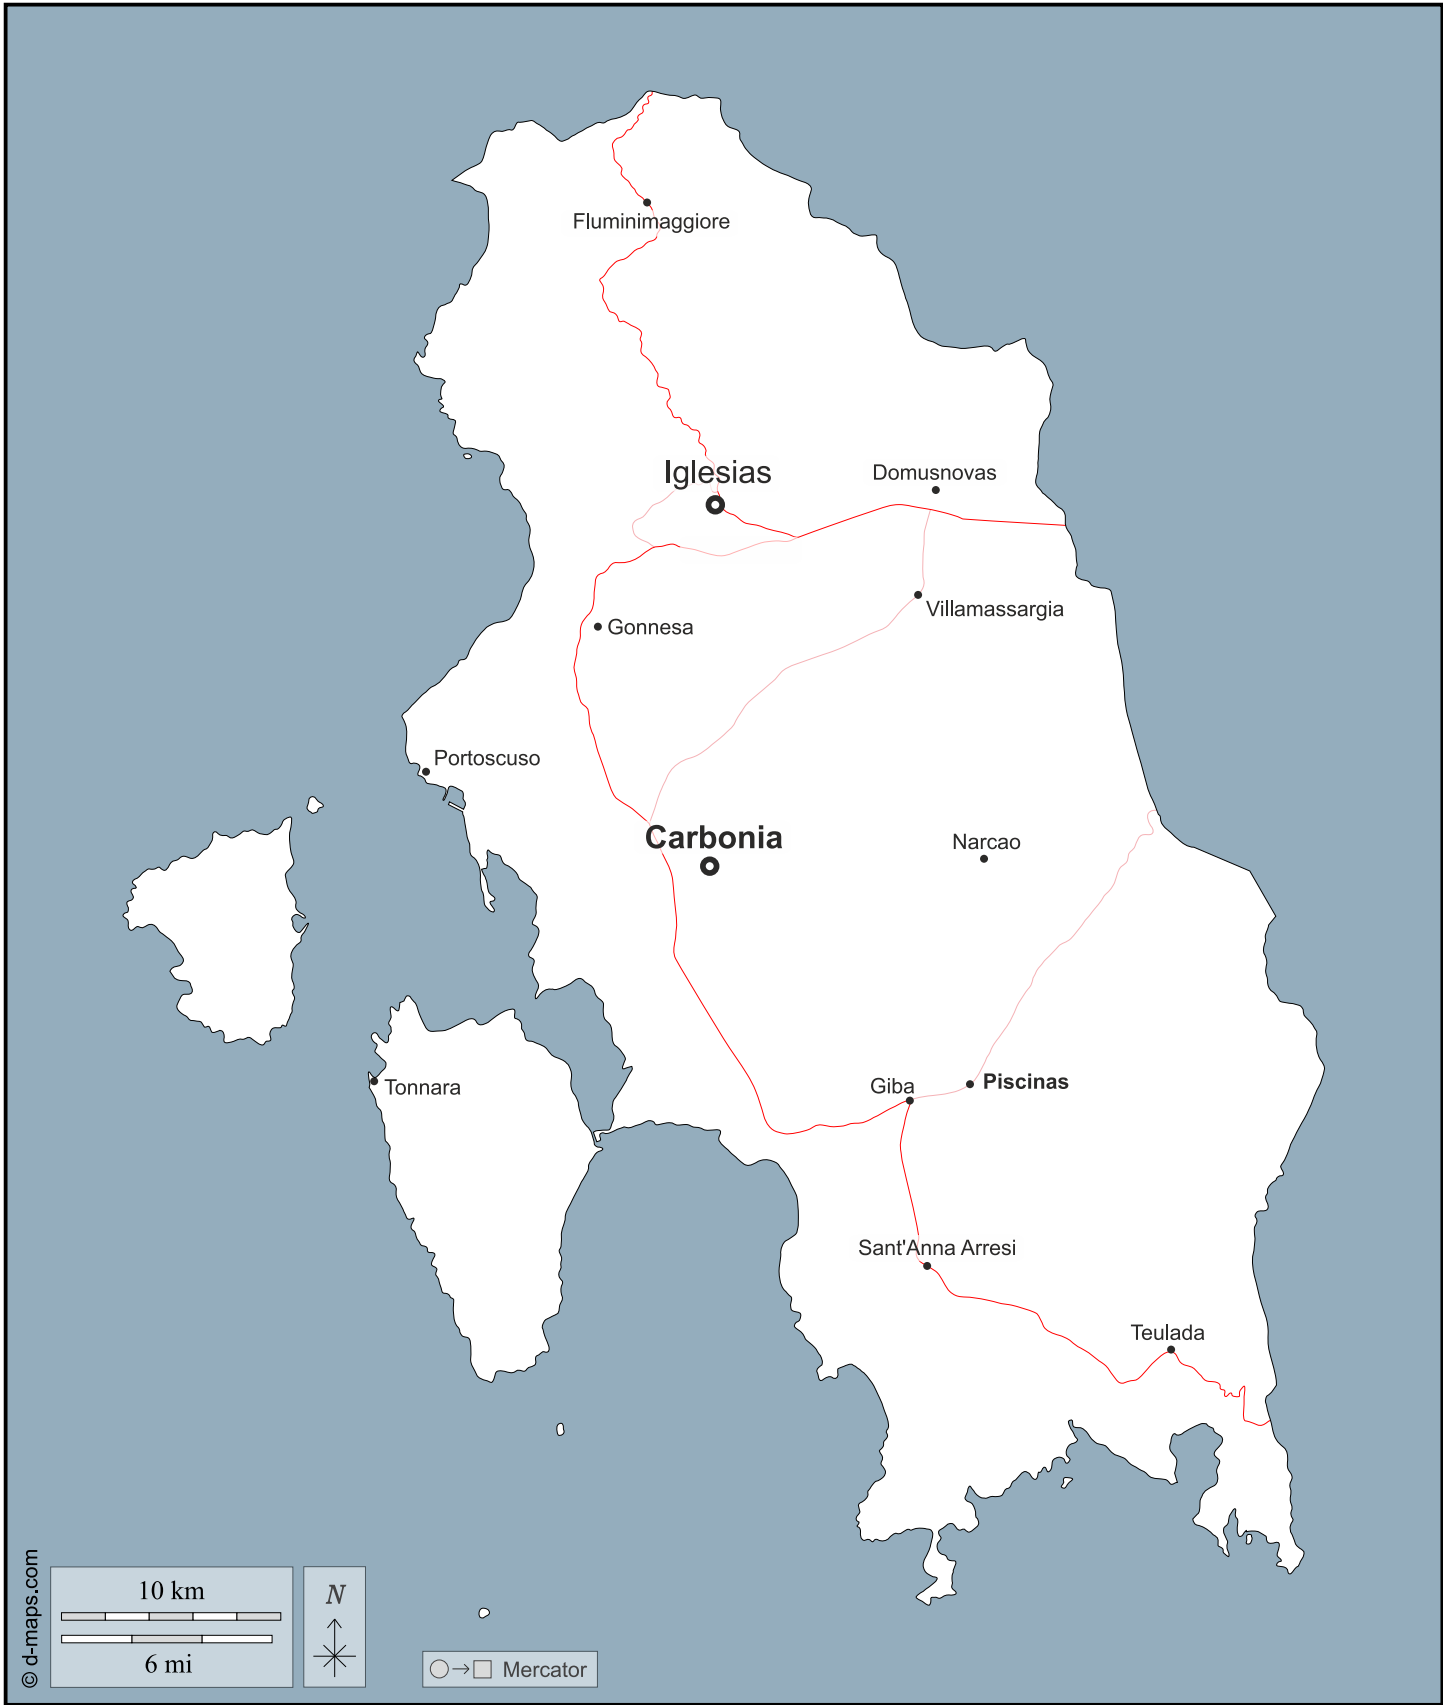 Fluminimaggiore
Iglesias
Domusnovas
Villamassargia
Gonnesa
Portoscuso
Carbonia
Narcao
Tonnara
Giba
Piscinas
Sant'Anna Arresi
Teulada
© d-maps.com
10 km
6 mi
N
Mercator